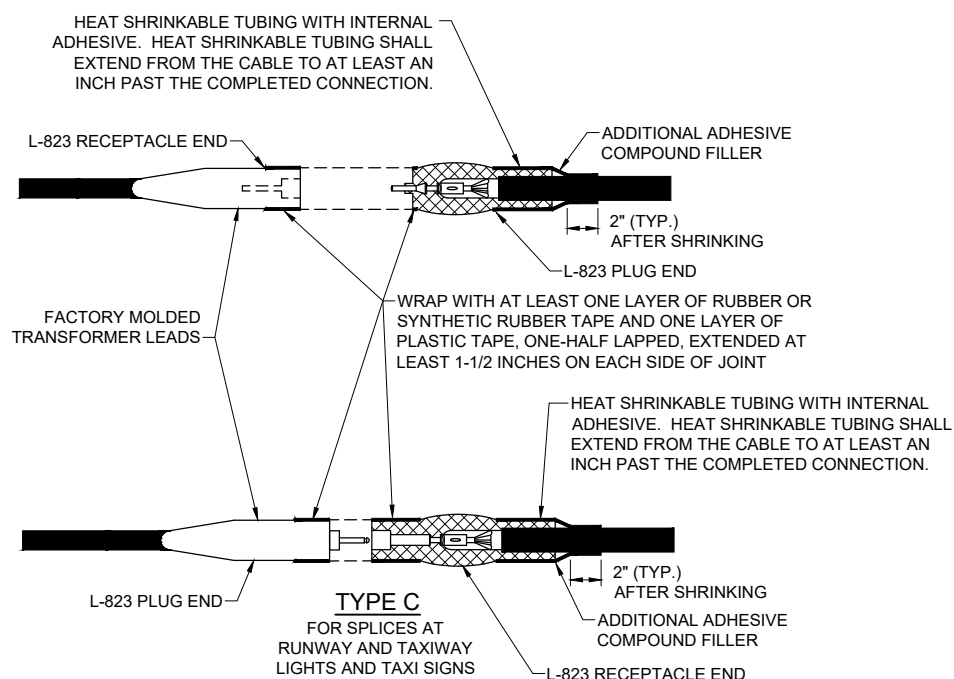 HEAT SHRINKABLE TUBING WITH INTERNAL
ADHESIVE. HEAT SHRINKABLE TUBING SHALL
EXTEND FROM THE CABLE TO AT LEAST AN
INCH PAST THE COMPLETED CONNECTION.
L-823 RECEPTACLE END
ADDITIONAL ADHESIVE
COMPOUND FILLER
2" (TYP.)
AFTER SHRINKING
L-823 PLUG END
FACTORY MOLDED
TRANSFORMER LEADS
WRAP WITH AT LEAST ONE LAYER OF RUBBER OR
SYNTHETIC RUBBER TAPE AND ONE LAYER OF
PLASTIC TAPE, ONE-HALF LAPPED, EXTENDED AT
LEAST 1-1/2 INCHES ON EACH SIDE OF JOINT
HEAT SHRINKABLE TUBING WITH INTERNAL
ADHESIVE. HEAT SHRINKABLE TUBING SHALL
EXTEND FROM THE CABLE TO AT LEAST AN
INCH PAST THE COMPLETED CONNECTION.
2" (TYP.)
AFTER SHRINKING
L-823 PLUG END
TYPE C
FOR SPLICES AT
RUNWAY AND TAXIWAY
LIGHTS AND TAXI SIGNS
ADDITIONAL ADHESIVE
COMPOUND FILLER
L-823 RECEPTACLE END